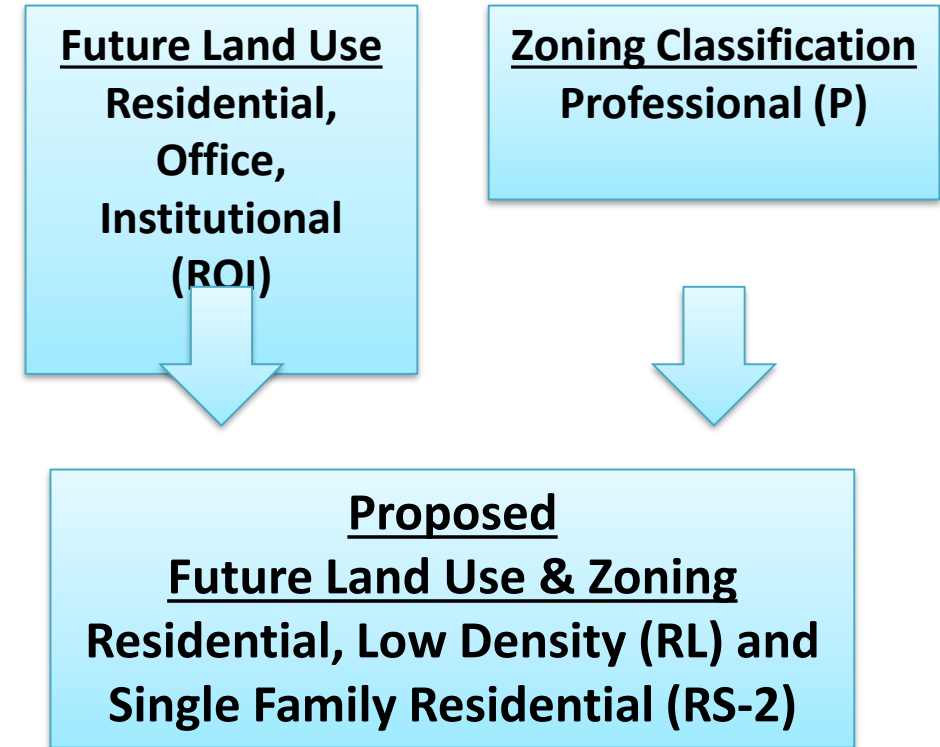 Future Land Use
Residential,
Office,
Institutional
(ROI)
Zoning Classification
Professional (P)
Proposed
Future Land Use & Zoning
Residential, Low Density (RL) and
Single Family Residential (RS-2)